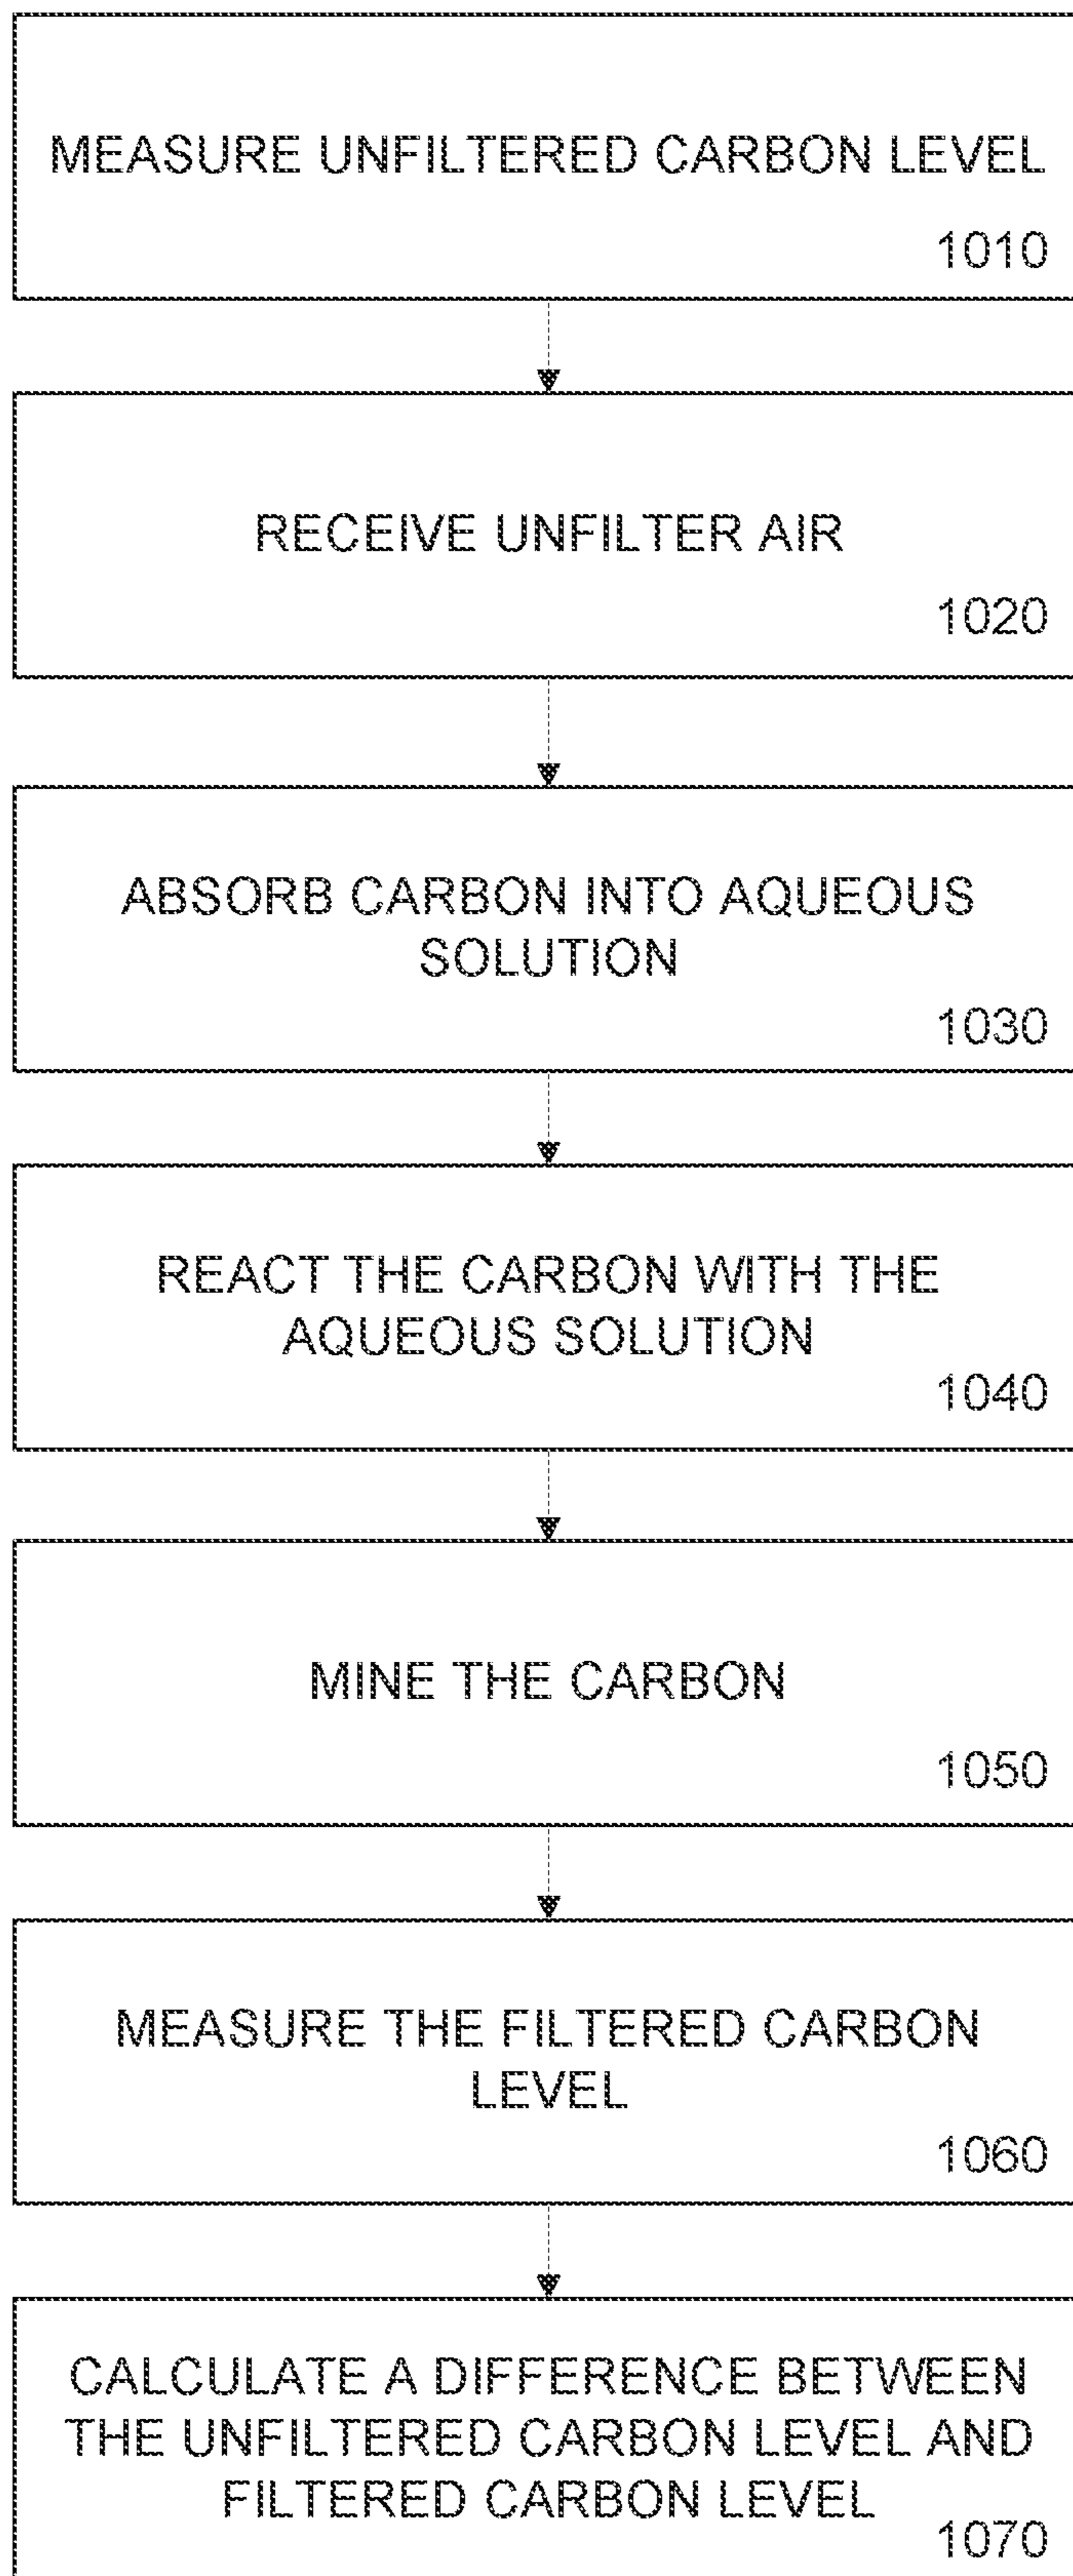 MEASURE UNFILTERED CARBON LEVEL
1010
RECEIVE UNFILTER AIR
1020
ABSORB CARBON INTO AQUEOUS
SOLUTION
1030
REACT THE CARBON WITH THE
AQUEOUS SOLUTION
1040
MINE THE CARBON
1050
MEASURE THE FILTERED CARBON
LEVEL
1060
CALCULATE A DIFFERENCE BETWEEN
THE UNFILTERED CARBON LEVEL AND
FILTERED CARBON LEVEL
1070